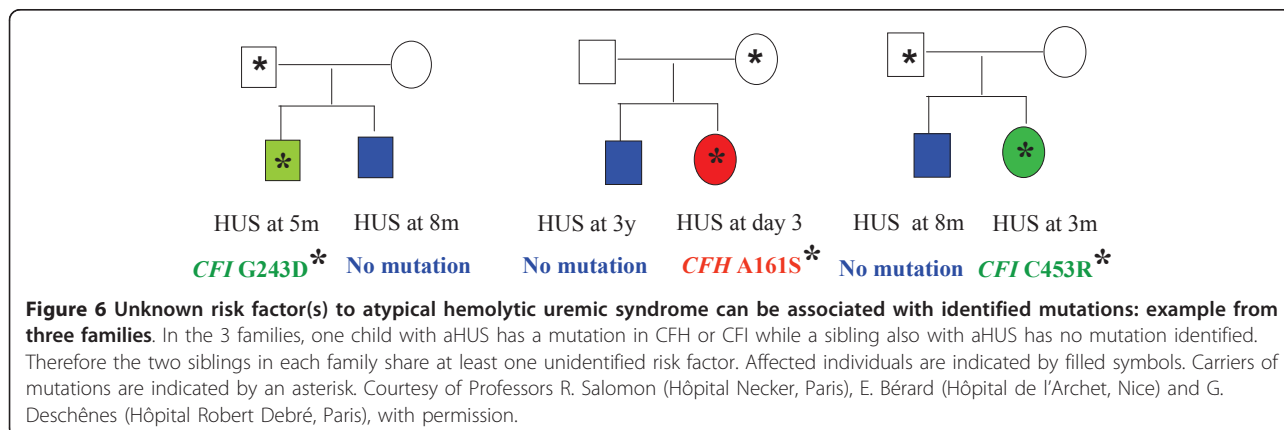 * *
*
* * *
HUS at 5m HUS at 8m HUS at 3y HUS at day 3 HUS at 8m HUS at 3m
CFI G243D* No mutation No mutation CFH A161S* No mutation CFI C453R*
Figure 6 Unknown risk factor(s) to atypical hemolytic uremic syndrome can be associated with identified mutations: example from
three families. In the 3 families, one child with aHUS has a mutation in CFH or CFI while a sibling also with aHUS has no mutation identified.
Therefore the two siblings in each family share at least one unidentified risk factor. Affected individuals are indicated by filled symbols. Carriers of
mutations are indicated by an asterisk. Courtesy of Professors R. Salomon (Hôpital Necker, Paris), E. Bérard (Hôpital de l'Archet, Nice) and G.
Deschênes (Hôpital Robert Debré, Paris), with permission.